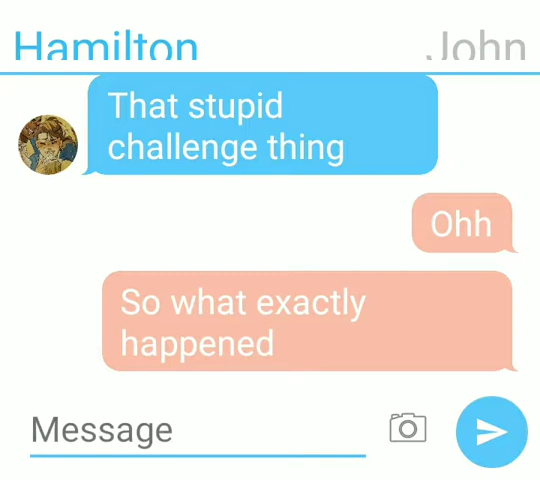 Hamilton
John
That stupid
challenge thing
Ohh
So what exactly
happened
Message